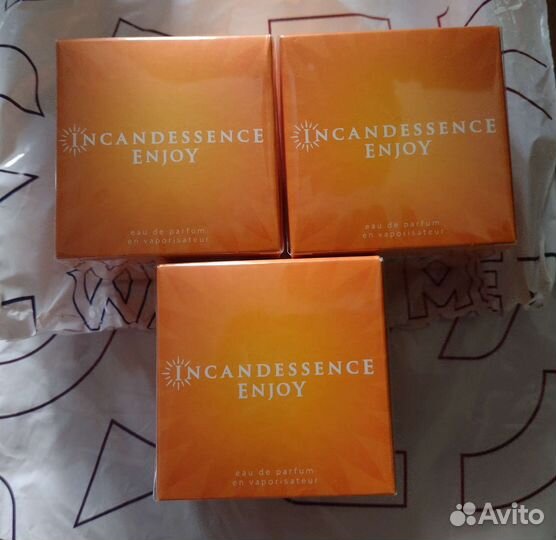 INCANDESSENCE
ENJOY
eau de parfum
en vaporisateur
INCANDESSENCE
ENJOY
eau de parfum
en vaporisateur
INCANDESSENCE
ENJOY
eau de parfum
en vaporisateur
Avito